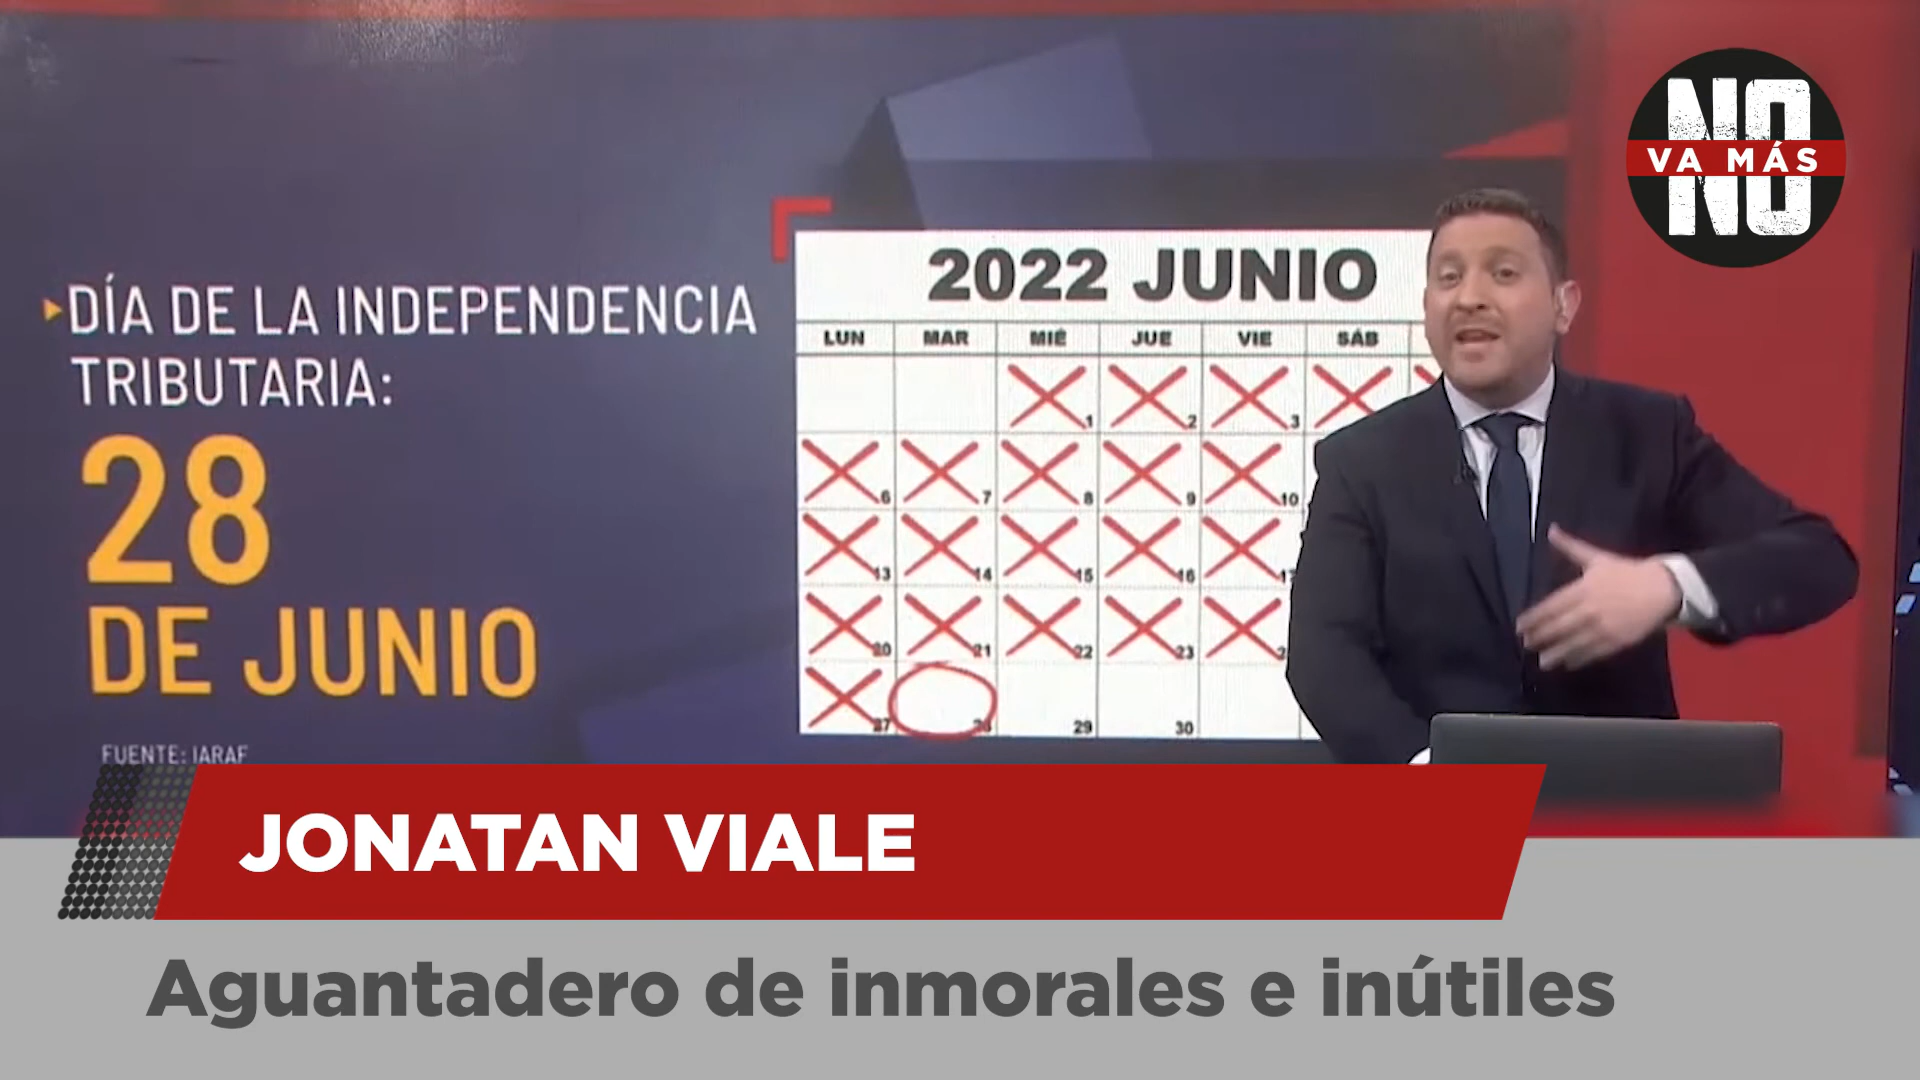 NO
VA MÁS
NO
▸DÍA DE LA INDEPENDENCIA
TRIBUTARIA:
28
DE JUNIO
FUENTE: IARAF
2022 JUNIO
LUN MAR MIÉ JUE VIE SÁB
1 2 3
6 7 8 9 10
13 14 15 16
20 21 22 23
27 28 29 30
JONATAN VIALE
Aguantadero de inmorales e inútiles